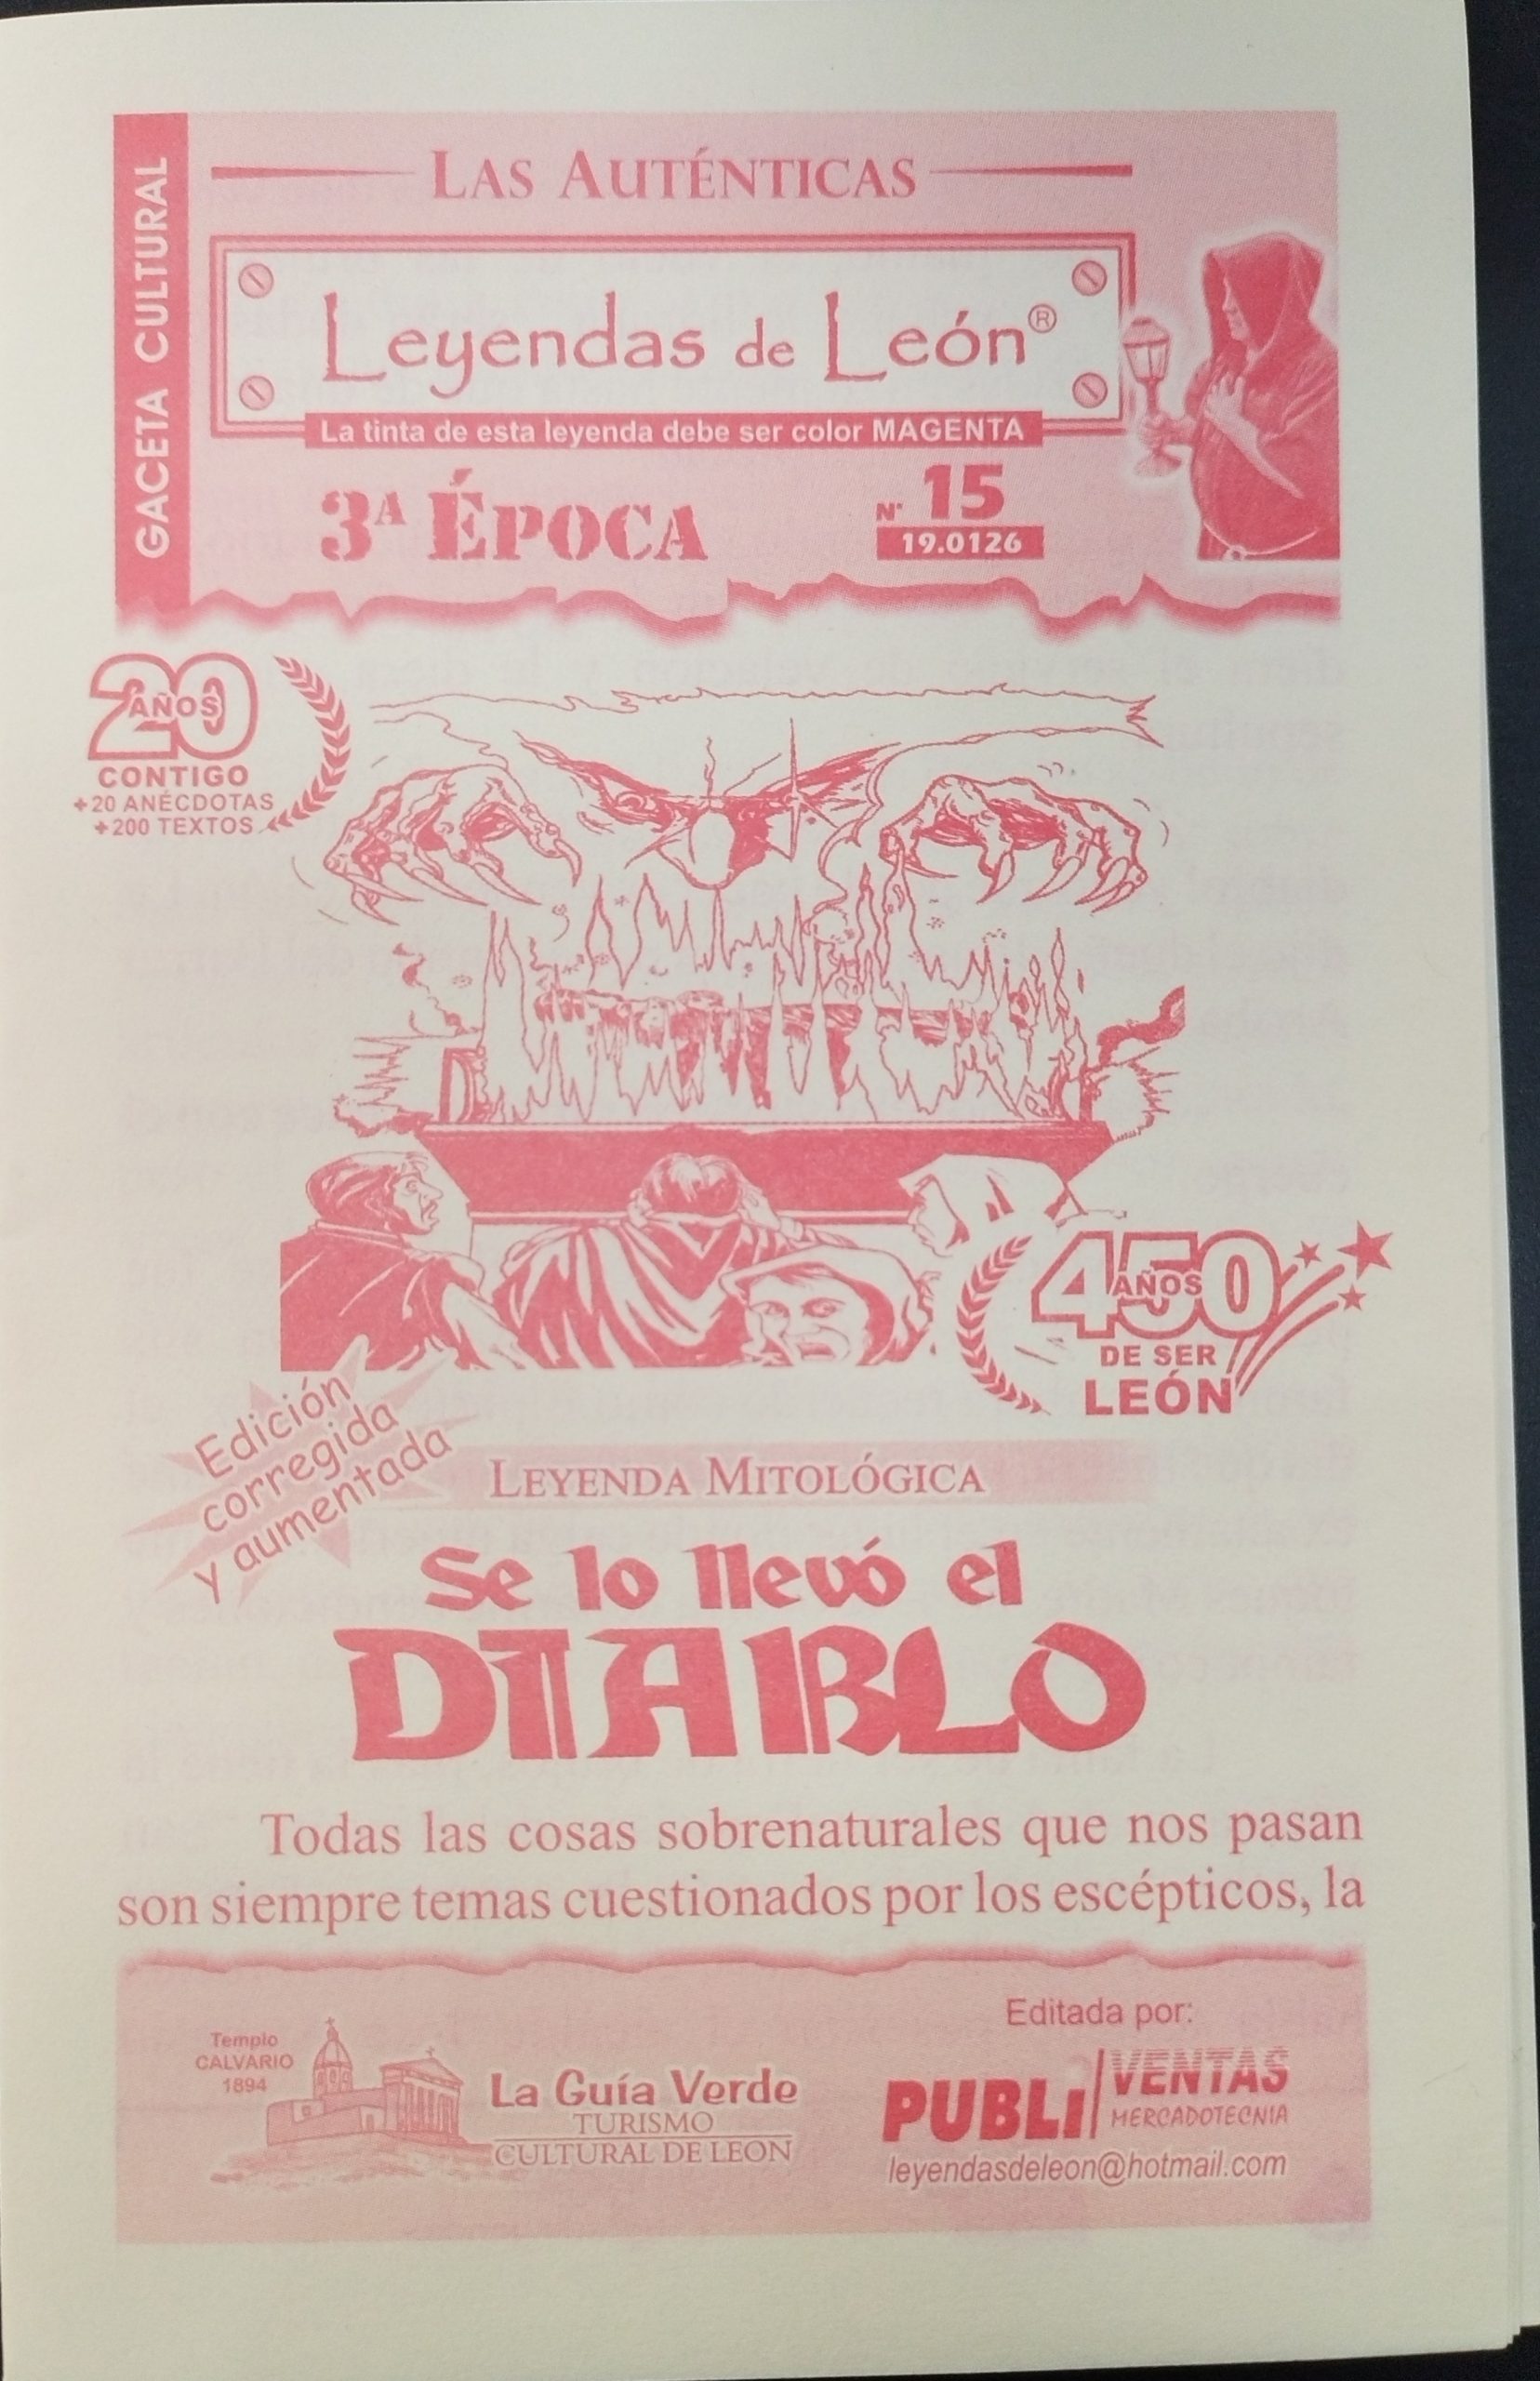 GACETA CULTURAL
LAS AUTÉNTICAS
Leyendas de León®
La tinta de esta leyenda debe ser color MAGENTA
3ª ÉPOCA
Nº 15
19.0126
20
AÑOS
CONTIGO
+20 ANÉCDOTAS
+200 TEXTOS
450
AÑOS
DE SER
LEÓN
Edición
corregida
y aumentada
LEYENDA MITOLÓGICA
Se lo llevó el
DIABLO
Todas las cosas sobrenaturales que nos pasan
son siempre temas cuestionados por los escépticos, la
Templo
CALVARIO
1894
La Guía Verde
TURISMO
CULTURAL DE LEON
Editada por:
PUBLI VENTAS
MERCADOTECNIA
leyendasdeleon@hotmail.com